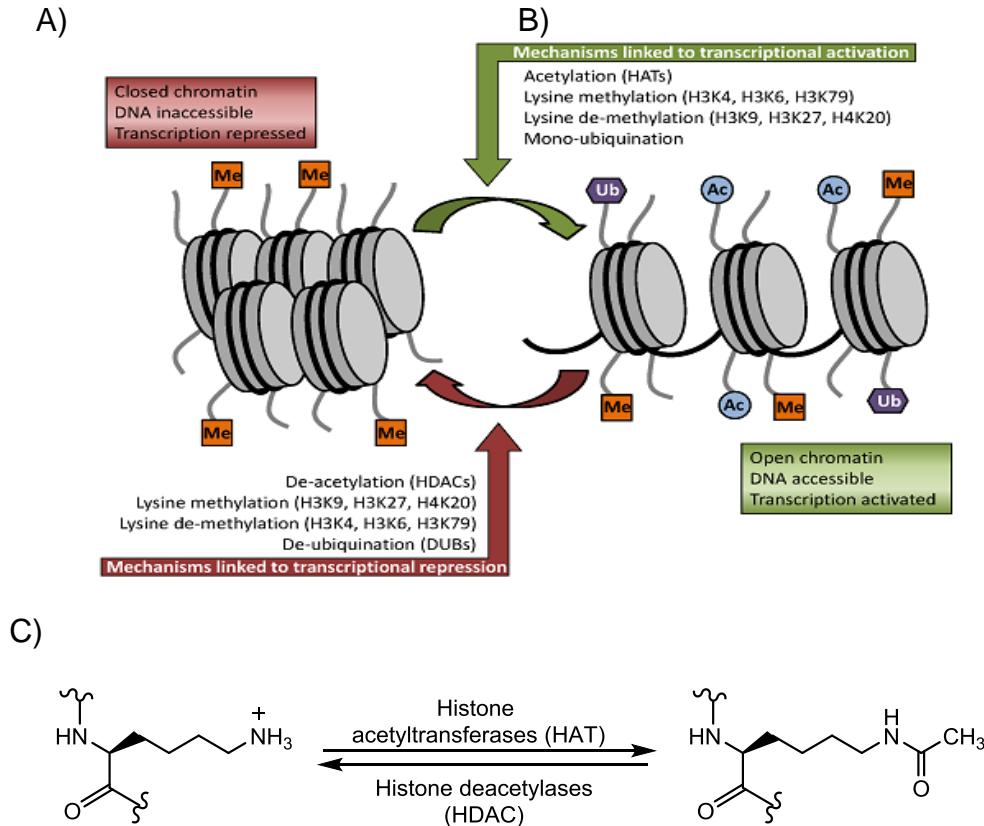 A)
B)
Mechanisms linked to transcriptional activation
Acetylation (HATs)
Lysine methylation (H3K4, H3K6, H3K79)
Lysine de-methylation (H3K9, H3K27, H4K20)
Mono-ubiquination
Closed chromatin
DNA inaccessible
Transcription repressed
Me
Me
Ub
Ac
Ac
Me
Me
Me
Me
Ac
Me
Ub
Open chromatin
DNA accessible
Transcription activated
De-acetylation (HDACs)
Lysine methylation (H3K9, H3K27, H4K20)
Lysine de-methylation (H3K4, H3K6, H3K79)
De-ubiquination (DUBs)
Mechanisms linked to transcriptional repression
C)
HN
O
+
NH3
Histone
acetyltransferases (HAT)
Histone deacetylases
(HDAC)
HN
O
H
N
O
CH3